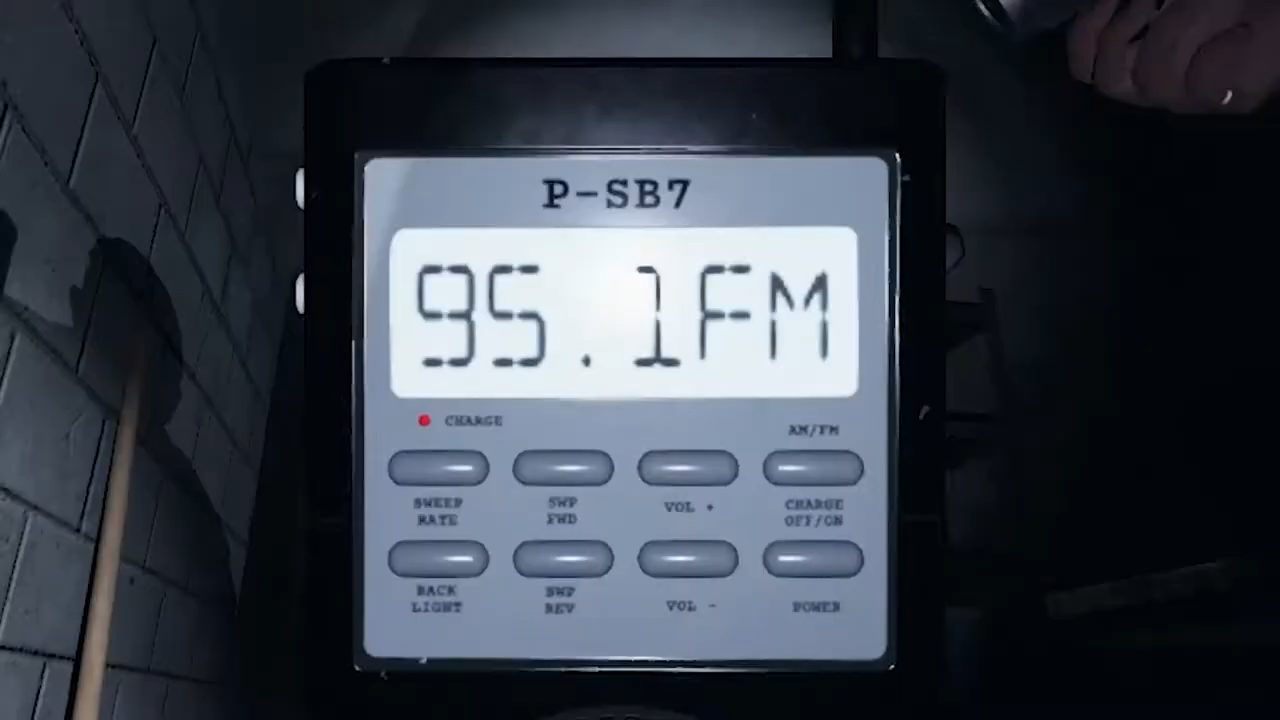 P-SB7
95.1FM
CHARGE
AM/FM
SWEEP
RATE
SWP
FWD
VOL +
CHARGE
OFF/ON
BACK
LIGHT
SWP
REV
VOL -
POWER